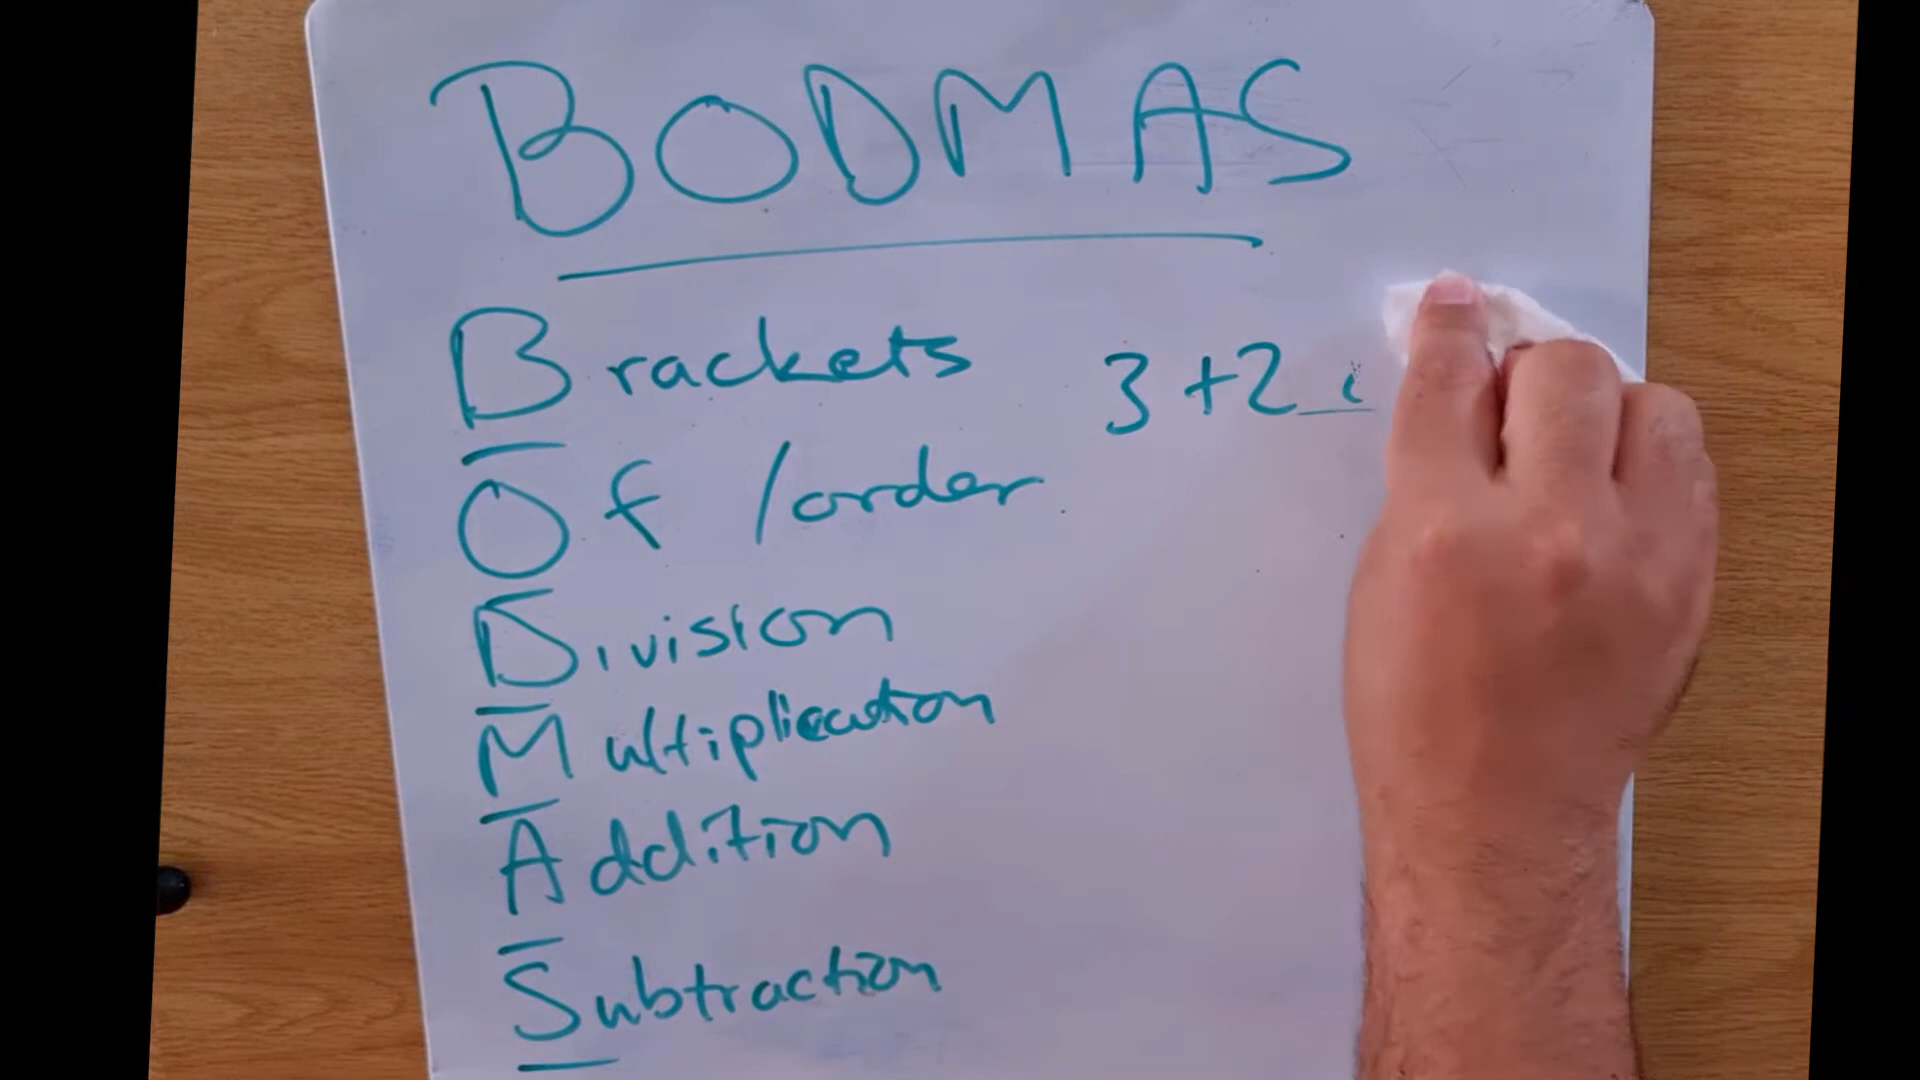 BODMAS
Brackets
3 +2
Of /order
Division
Multiplication
Addition
Subtraction